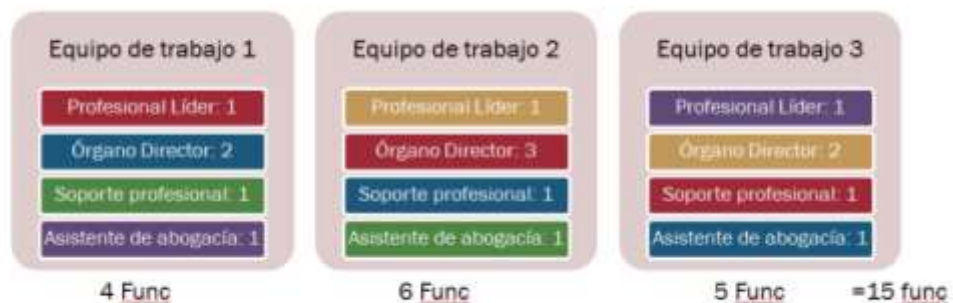 Equipo de trabajo 1
Profesional Líder: 1
Órgano Director: 2
Soporte profesional: 1
Asistente de abogacía: 1
4 Func
Equipo de trabajo 2
Profesional Líder: 1
Órgano Director: 3
Soporte profesional: 1
Asistente de abogacía: 1
6 Func
Equipo de trabajo 3
Profesional Líder: 1
Órgano Director: 2
Soporte profesional: 1
Asistente de abogacía: 1
5 Func
=15 func